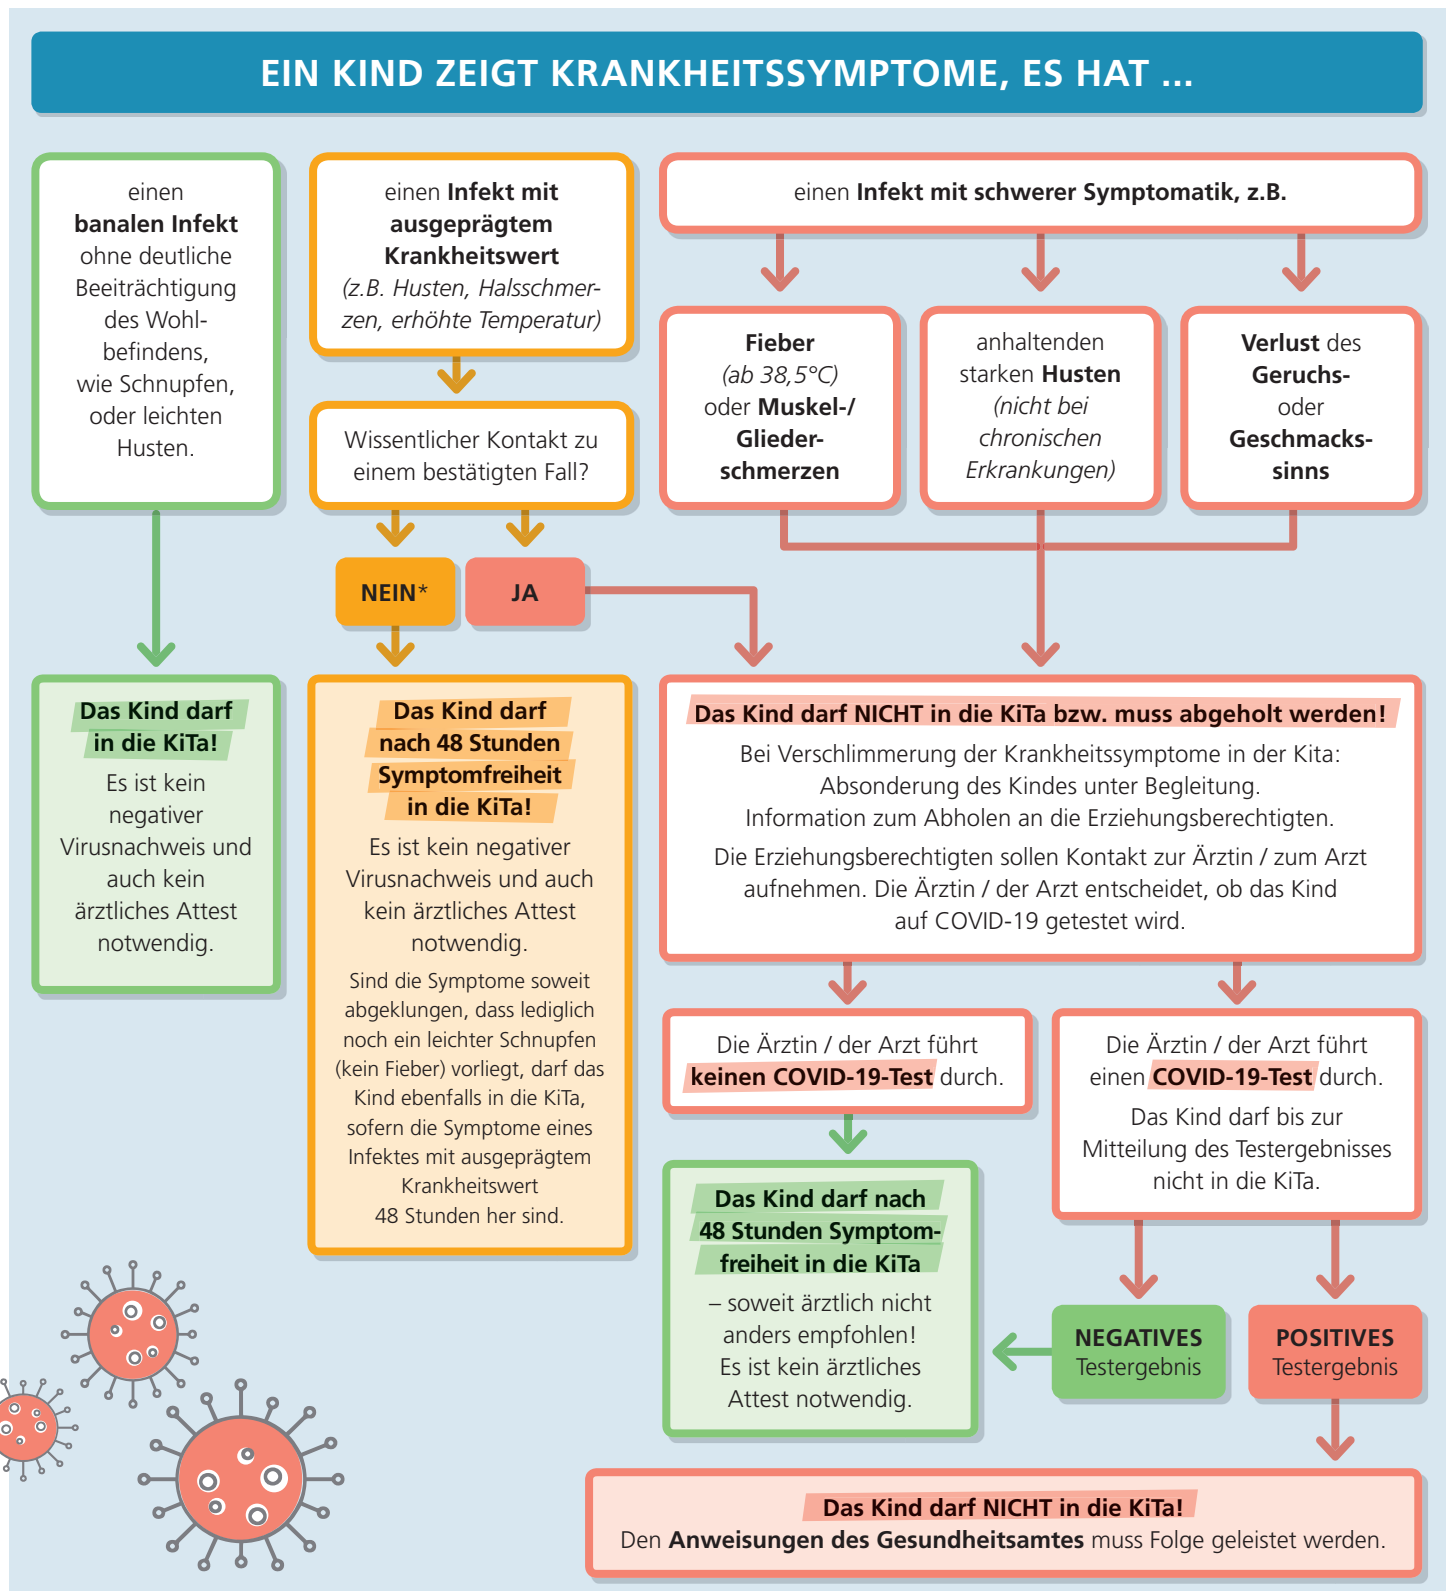 EIN KIND ZEIGT KRANKHEITSSYMPTOME, ES HAT ...
einen
banalen Infekt
ohne deutliche
Beeiträchtigung
des Wohl-
befindens,
wie Schnupfen,
oder leichten
Husten.
einen Infekt mit
ausgeprägtem
Krankheitswert
(z.B. Husten, Halsschmer-
zen, erhöhte Temperatur)
Wissentlicher Kontakt zu
einem bestätigten Fall?
NEIN*
JA
einen Infekt mit schwerer Symptomatik, z.B.
Fieber
(ab 38,5°C)
oder Muskel-/
Glieder-
schmerzen
anhaltenden
starken Husten
(nicht bei
chronischen
Erkrankungen)
Verlust des
Geruchs-
oder
Geschmacks-
sinns
Das Kind darf
in die KiTa!
Es ist kein
negativer
Virusnachweis und
auch kein
ärztliches Attest
notwendig.
Das Kind darf
nach 48 Stunden
Symptomfreiheit
in die KiTa!
Es ist kein negativer
Virusnachweis und auch
kein ärztliches Attest
notwendig.
Sind die Symptome soweit
abgeklungen, dass lediglich
noch ein leichter Schnupfen
(kein Fieber) vorliegt, darf das
Kind ebenfalls in die KiTa,
sofern die Symptome eines
Infektes mit ausgeprägtem
Krankheitswert
48 Stunden her sind.
Das Kind darf NICHT in die KiTa bzw. muss abgeholt werden!
Bei Verschlimmerung der Krankheitssymptome in der Kita:
Absonderung des Kindes unter Begleitung.
Information zum Abholen an die Erziehungsberechtigten.
Die Erziehungsberechtigten sollen Kontakt zur Ärztin / zum Arzt
aufnehmen. Die Ärztin / der Arzt entscheidet, ob das Kind
auf COVID-19 getestet wird.
Die Ärztin / der Arzt führt
keinen COVID-19-Test durch.
Die Ärztin / der Arzt führt
einen COVID-19-Test durch.
Das Kind darf bis zur
Mitteilung des Testergebnisses
nicht in die KiTa.
Das Kind darf nach
48 Stunden Symptom-
freiheit in die KiTa
– soweit ärztlich nicht
anders empfohlen!
Es ist kein ärztliches
Attest notwendig.
NEGATIVES
Testergebnis
POSITIVES
Testergebnis
Das Kind darf NICHT in die KiTa!
Den Anweisungen des Gesundheitsamtes muss Folge geleistet werden.